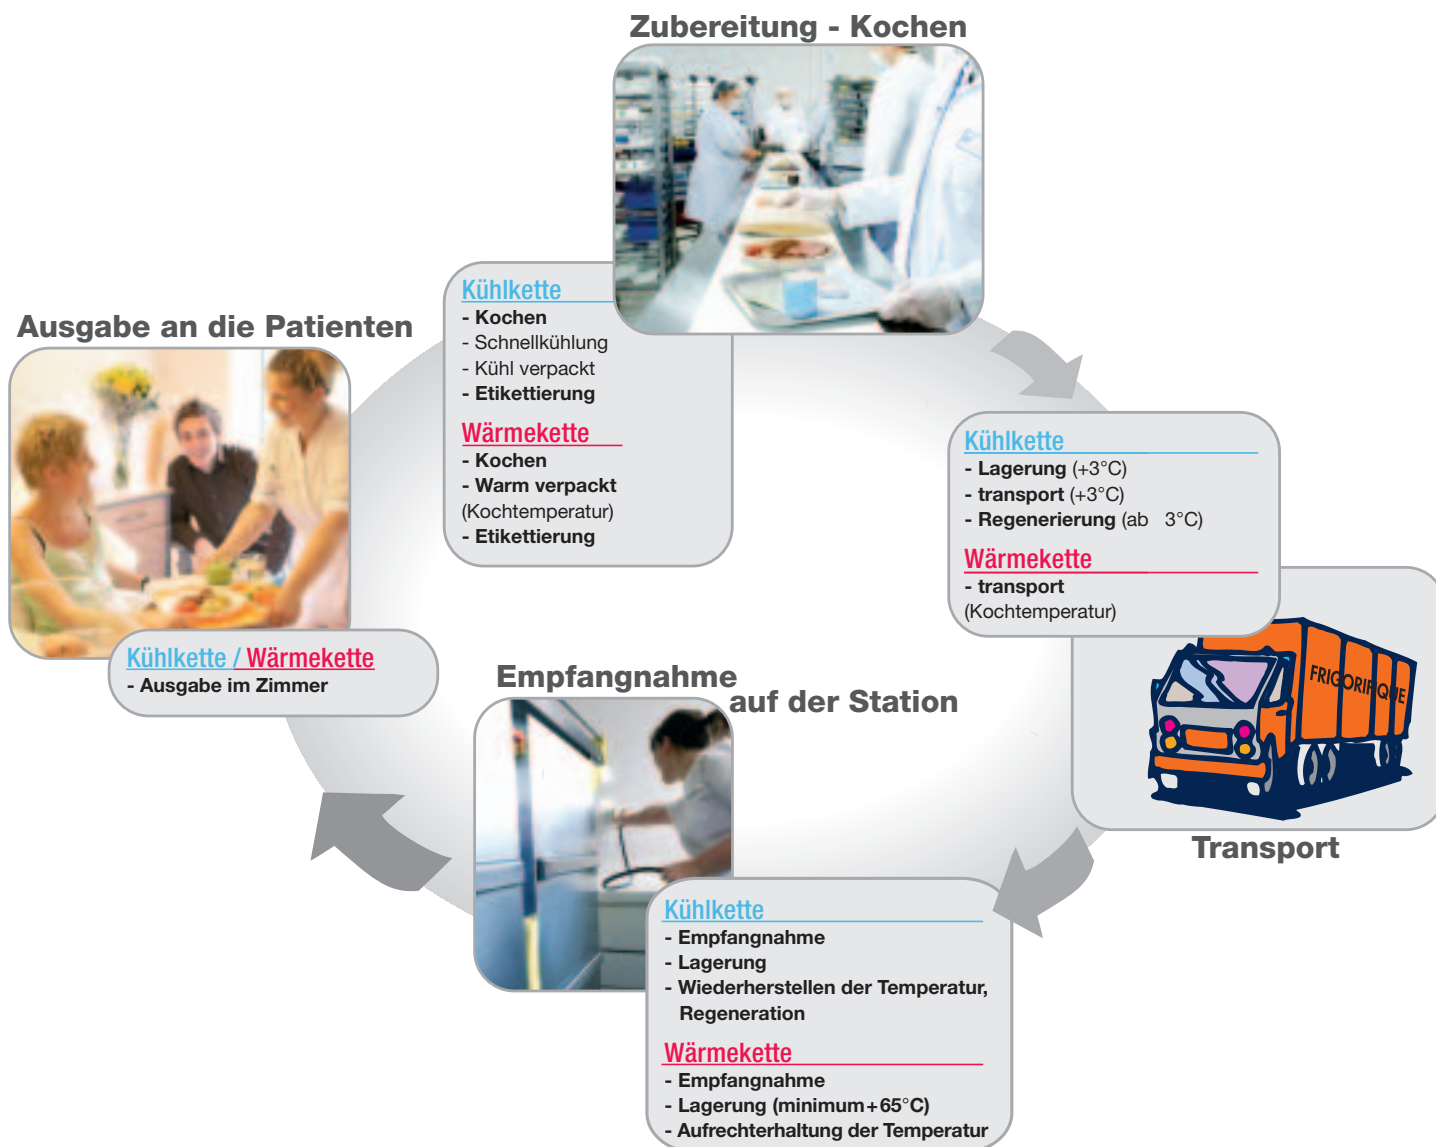 Zubereitung - Kochen
Kühlkette
- Kochen
- Schnellkühlung
- Kühl verpackt
- Etikettierung
Wärmekette
- Kochen
- Warm verpackt
(Kochtemperatur)
- Etikettierung
Kühlkette
- Lagerung (+3°C)
- transport (+3°C)
- Regenerierung (ab 3°C)
Wärmekette
- transport
(Kochtemperatur)
FRIGORIFIQUE
Transport
Empfangnahme
auf der Station
Kühlkette
- Empfangnahme
- Lagerung
- Wiederherstellen der Temperatur,
Regeneration
Wärmekette
- Empfangnahme
- Lagerung (minimum+65°C)
- Aufrechterhaltung der Temperatur
Ausgabe an die Patienten
Kühlkette / Wärmekette
- Ausgabe im Zimmer